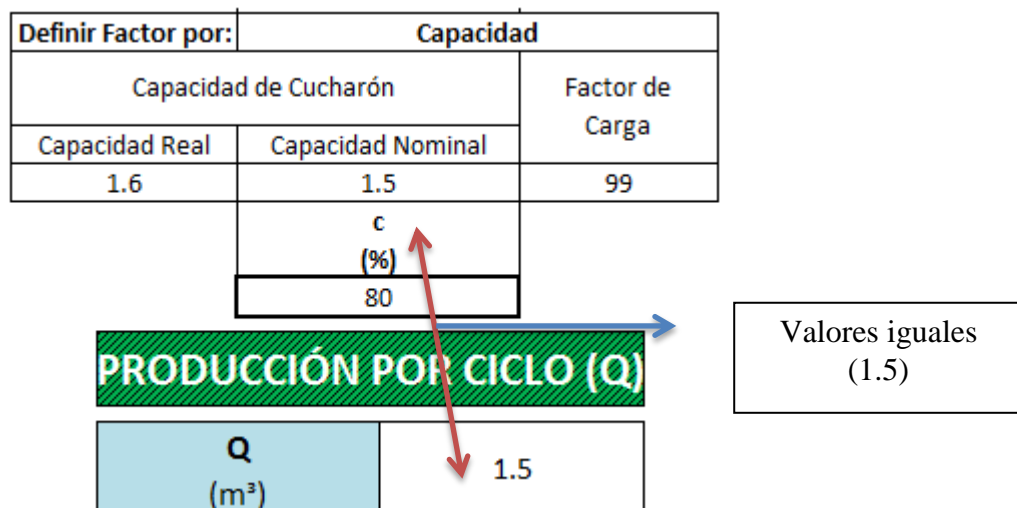 Definir Factor por: Capacidad
Capacidad de Cucharón
Factor de
Carga
Capacidad Real Capacidad Nominal
1.6 1.5 99
c
(%)
80
PRODUCCIÓN POR CICLO (Q)
Q
(m³)
1.5
Valores iguales
(1.5)